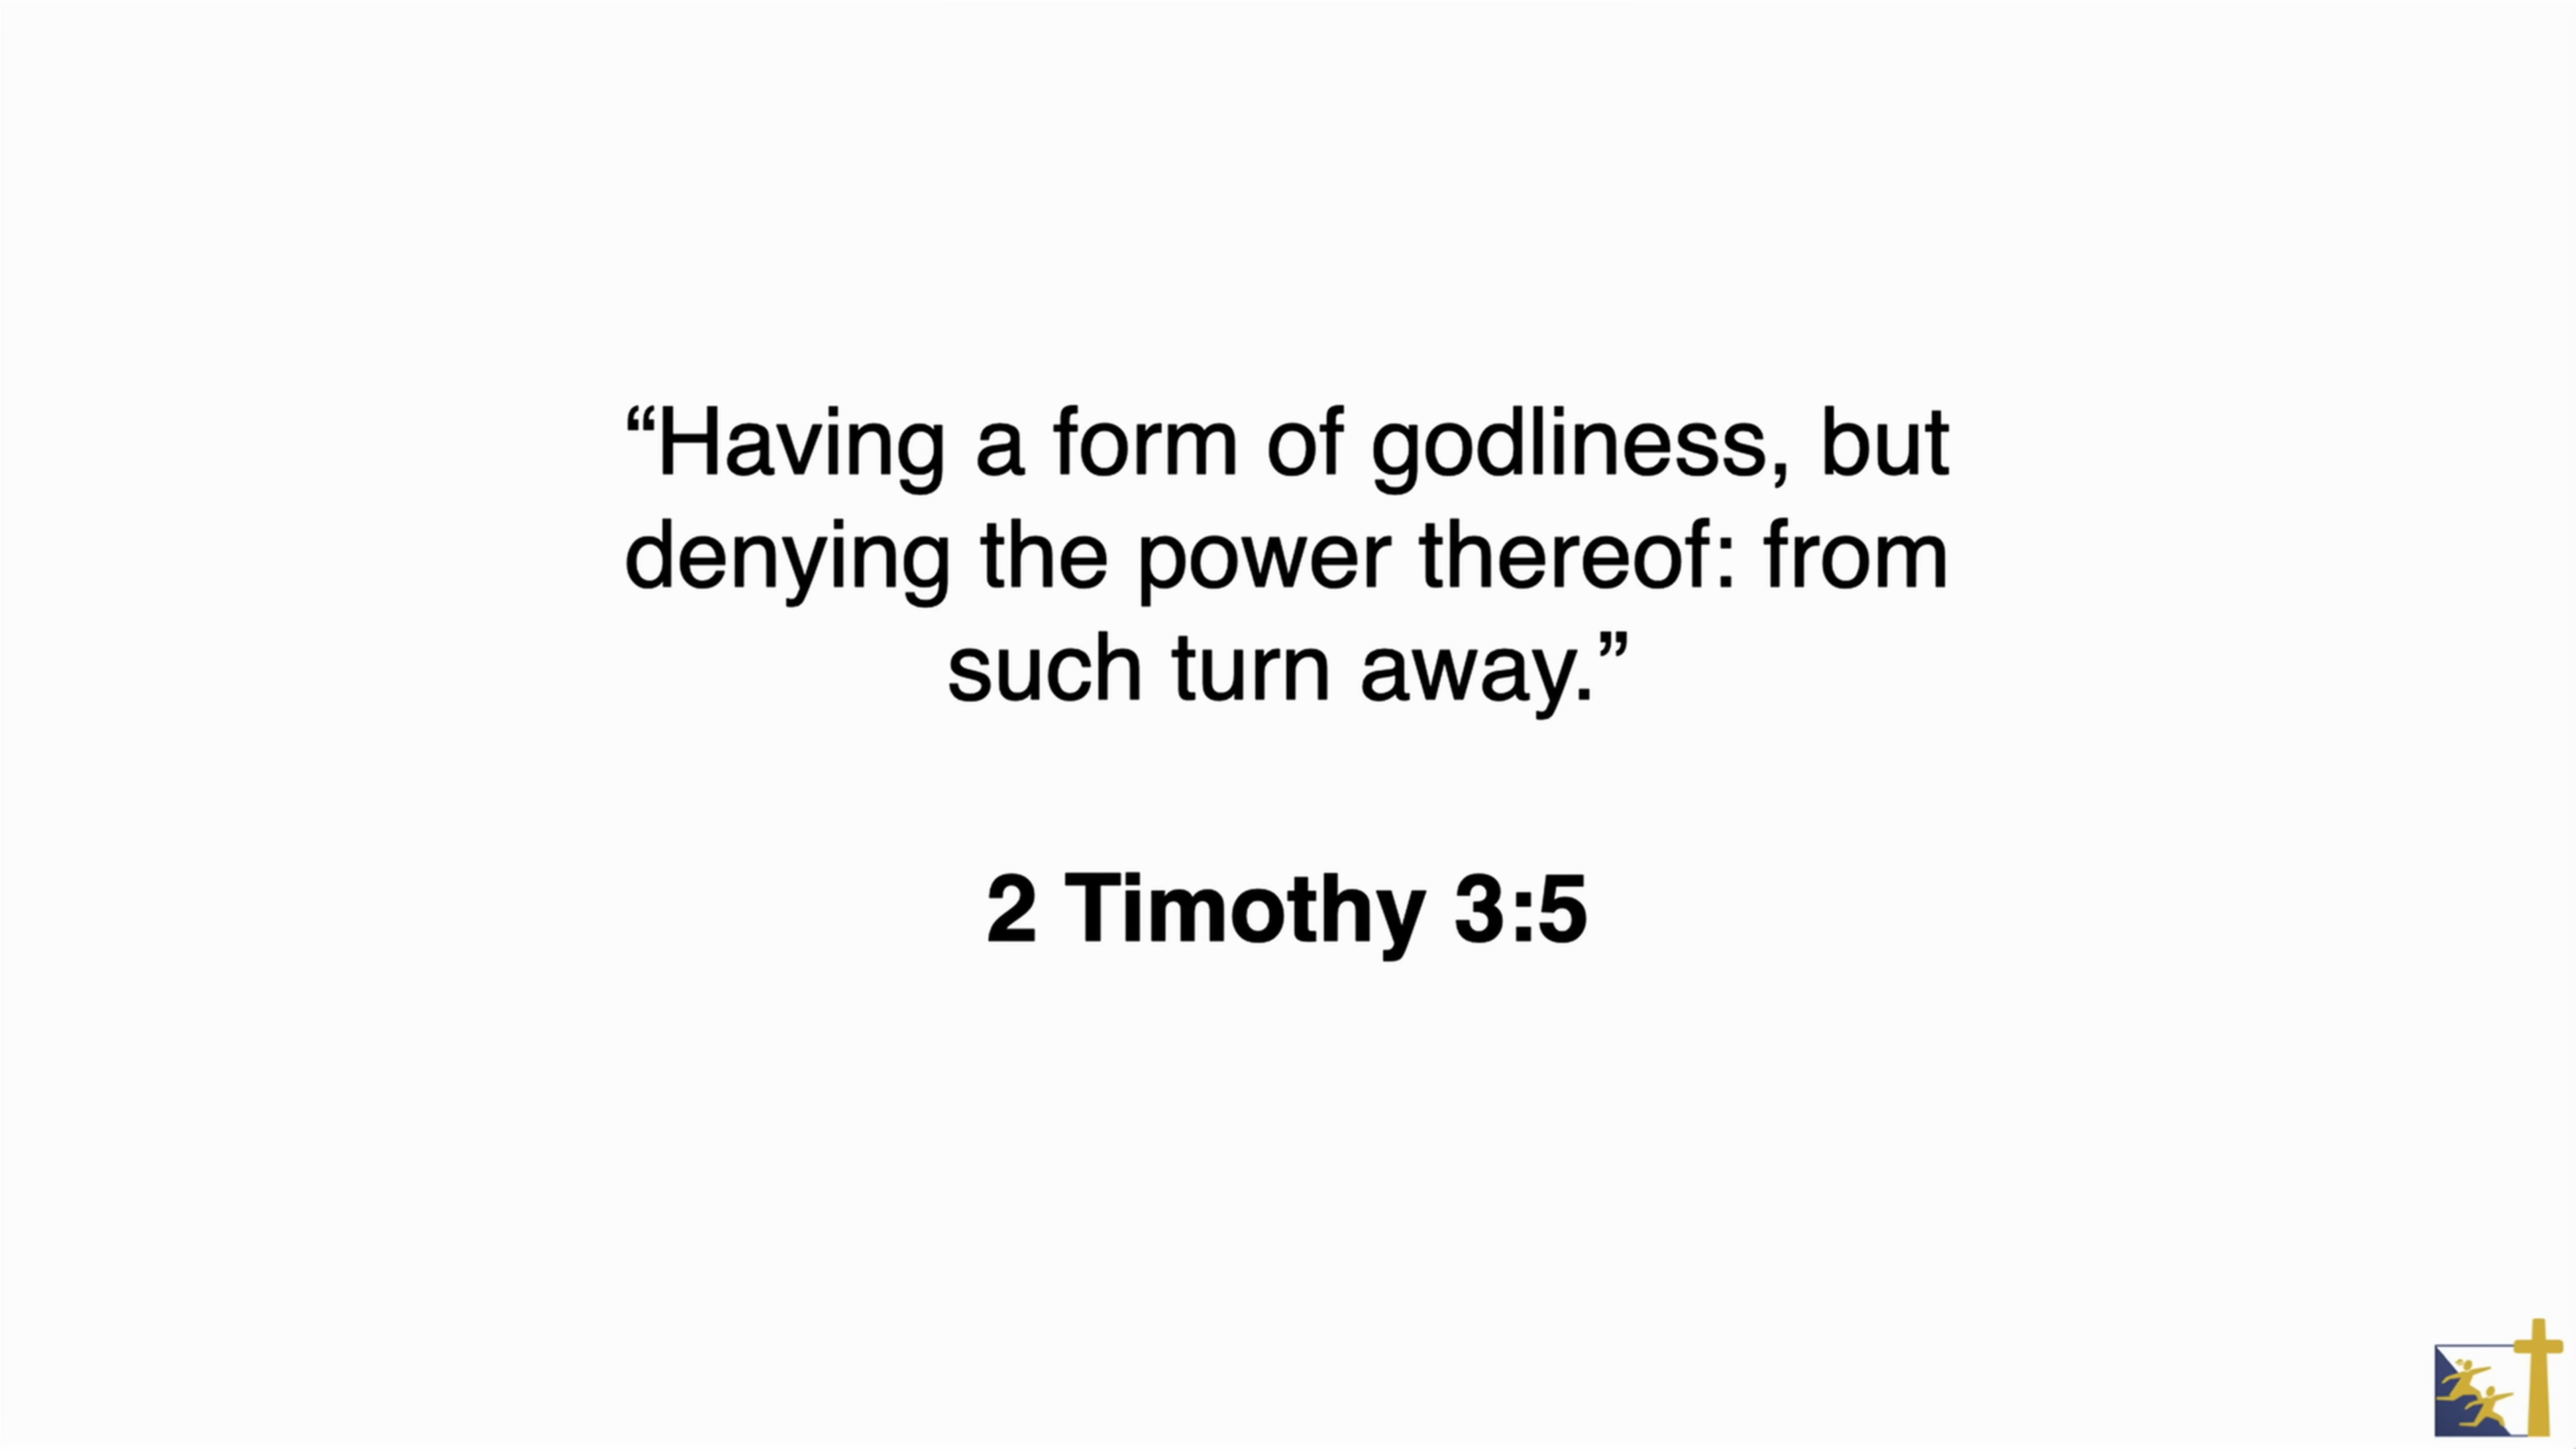 “Having a form of godliness, but
denying the power thereof: from
such turn away.”
2 Timothy 3:5